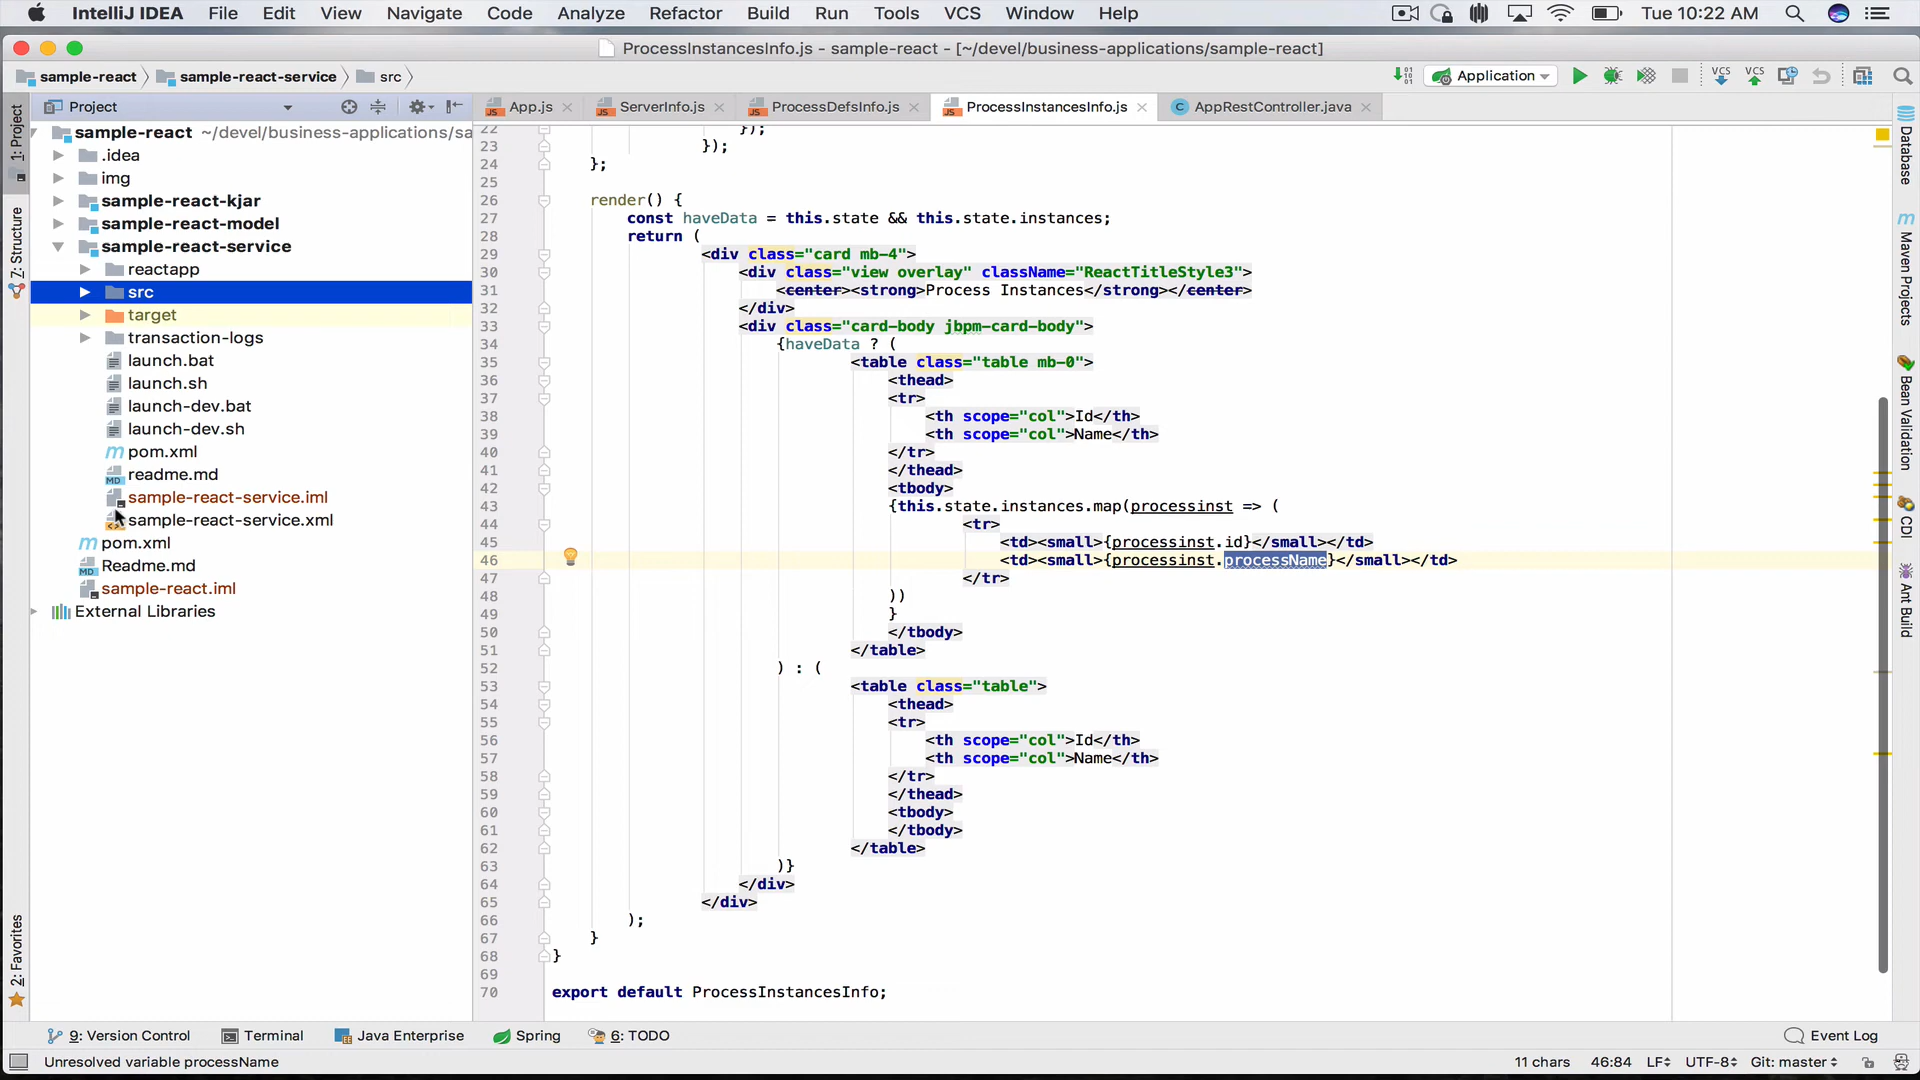 IntelliJ IDEA File Edit View Navigate Code Analyze Refactor Build Run Tools VCS Window Help Tue 10:22 AM
ProcessInstancesInfo.js - sample-react - [~/devel/business-applications/sample-react]
sample-react sample-react-service src Application VCS VCS
Project App.js ServerInfo.js ProcessDefsInfo.js ProcessInstancesInfo.js AppRestController.java
1: Project
7: Structure
2: Favorites
sample-react ~/devel/business-applications/sa
.idea
img
sample-react-kjar
sample-react-model
sample-react-service
reactapp
src
target
transaction-logs
launch.bat
launch.sh
launch-dev.bat
launch-dev.sh
pom.xml
readme.md
sample-react-service.iml
sample-react-service.xml
pom.xml
Readme.md
sample-react.iml
External Libraries
22 });
23 });
24 };
25
26 render() {
27 const haveData = this.state && this.state.instances;
28 return (
29 <div class="card mb-4">
30 <div class="view overlay" className="ReactTitleStyle3">
31 <center><strong>Process Instances</strong></center>
32 </div>
33 <div class="card-body jbpm-card-body">
34 {haveData ? (
35 <table class="table mb-0">
36 <thead>
37 <tr>
38 <th scope="col">Id</th>
39 <th scope="col">Name</th>
40 </tr>
41 </thead>
42 <tbody>
43 {this.state.instances.map(processinst => (
44 <tr>
45 <td><small>{processinst.id}</small></td>
46 <td><small>{processinst.processName}</small></td>
47 </tr>
48 ))
49 }
50 </tbody>
51 </table>
52 ) : (
53 <table class="table">
54 <thead>
55 <tr>
56 <th scope="col">Id</th>
57 <th scope="col">Name</th>
58 </tr>
59 </thead>
60 <tbody>
61 </tbody>
62 </table>
63 )}
64 </div>
65 </div>
66 );
67 }
68 }
69
70 export default ProcessInstancesInfo;
Database
Maven Projects
Bean Validation
CDI
Ant Build
9: Version Control Terminal Java Enterprise Spring 6: TODO Event Log
Unresolved variable processName 11 chars 46:84 LF UTF-8 Git: master